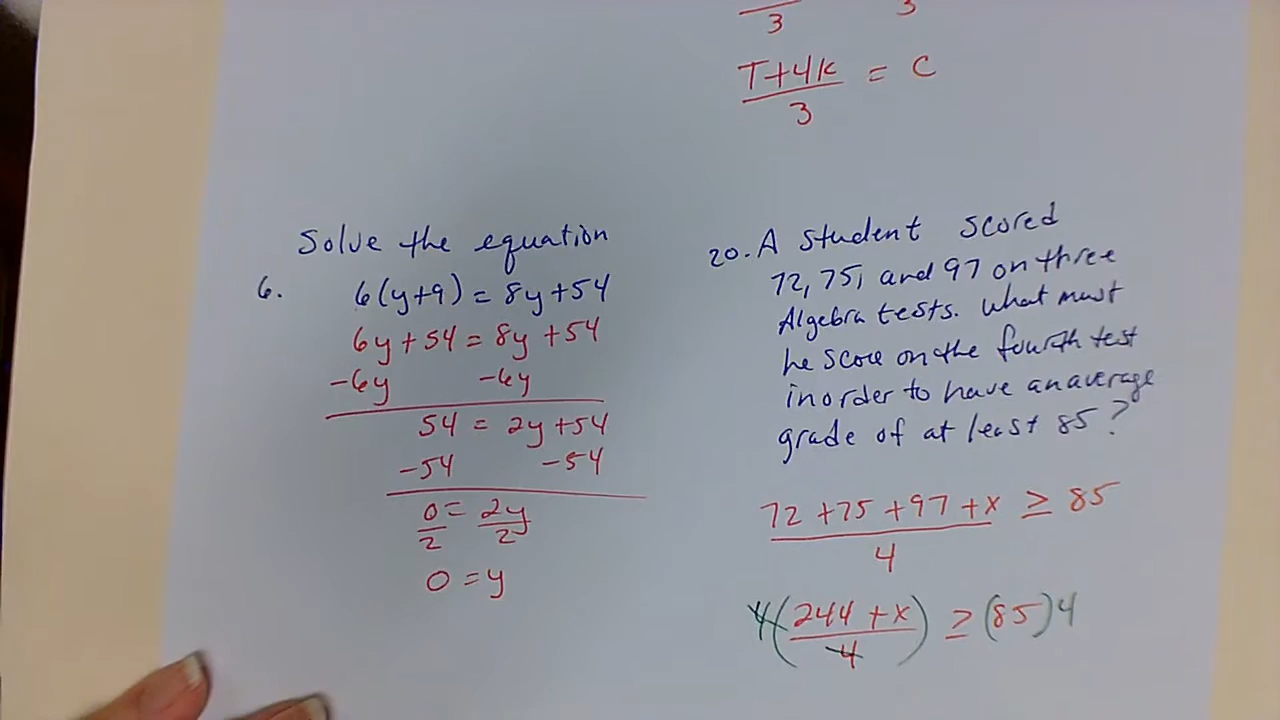 3 3
T+4K = C
3
Solve the equation
6. 6(y+9) = 8y+54
6y+54 = 8y +54
-6y -6y
54 = 2y+54
-54 -54
0 = 2y
2 2
0 = y
20. A student scored
72, 75, and 97 on three
Algebra tests. What must
he score on the fourth test
in order to have an average
grade of at least 85?
72 +75 +97 +x ≥ 85
4
4(244 +x) ≥ (85)4
4